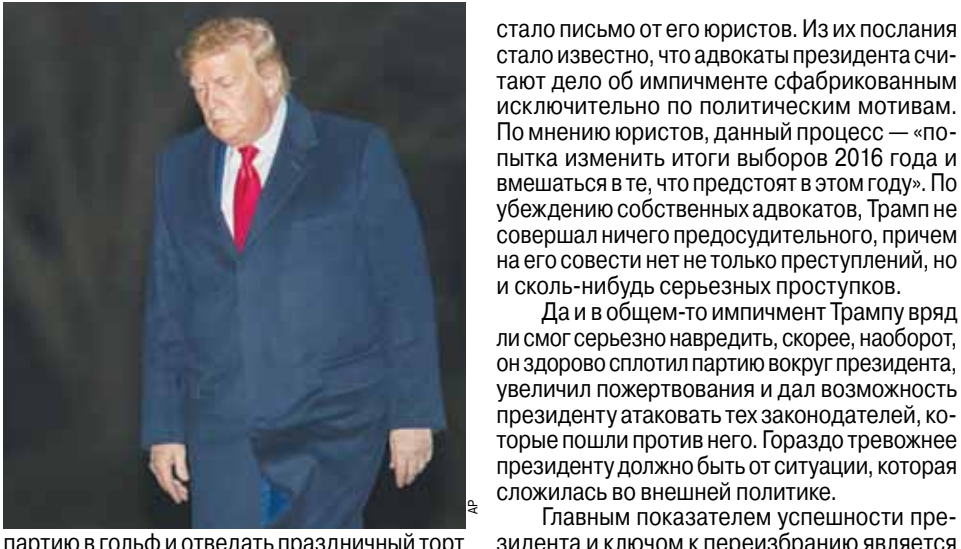 AP
партию в гольф и отведать праздничный торт
стало письмо от его юристов. Из их послания
стало известно, что адвокаты президента счи-
тают дело об импичменте сфабрикованным
исключительно по политическим мотивам.
По мнению юристов, данный процесс — «по-
пытка изменить итоги выборов 2016 года и
вмешаться в те, что предстоят в этом году». По
убеждению собственных адвокатов, Трамп не
совершал ничего предосудительного, причем
на его совести нет не только преступлений, но
и сколь-нибудь серьезных проступков.
Да и в общем-то импичмент Трампу вряд
ли смог серьезно навредить, скорее, наоборот,
он здорово сплотил партию вокруг президента,
увеличил пожертвования и дал возможность
президенту атаковать тех законодателей, ко-
торые пошли против него. Гораздо тревожнее
президенту должно быть от ситуации, которая
сложилась во внешней политике.
Главным показателем успешности пре-
зидента и ключом к переизбранию является